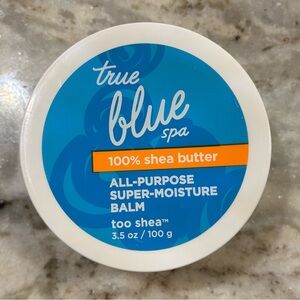 true
blue
spa
100% shea butter
ALL-PURPOSE
SUPER-MOISTURE
BALM
too shea™
3.5 oz / 100 g